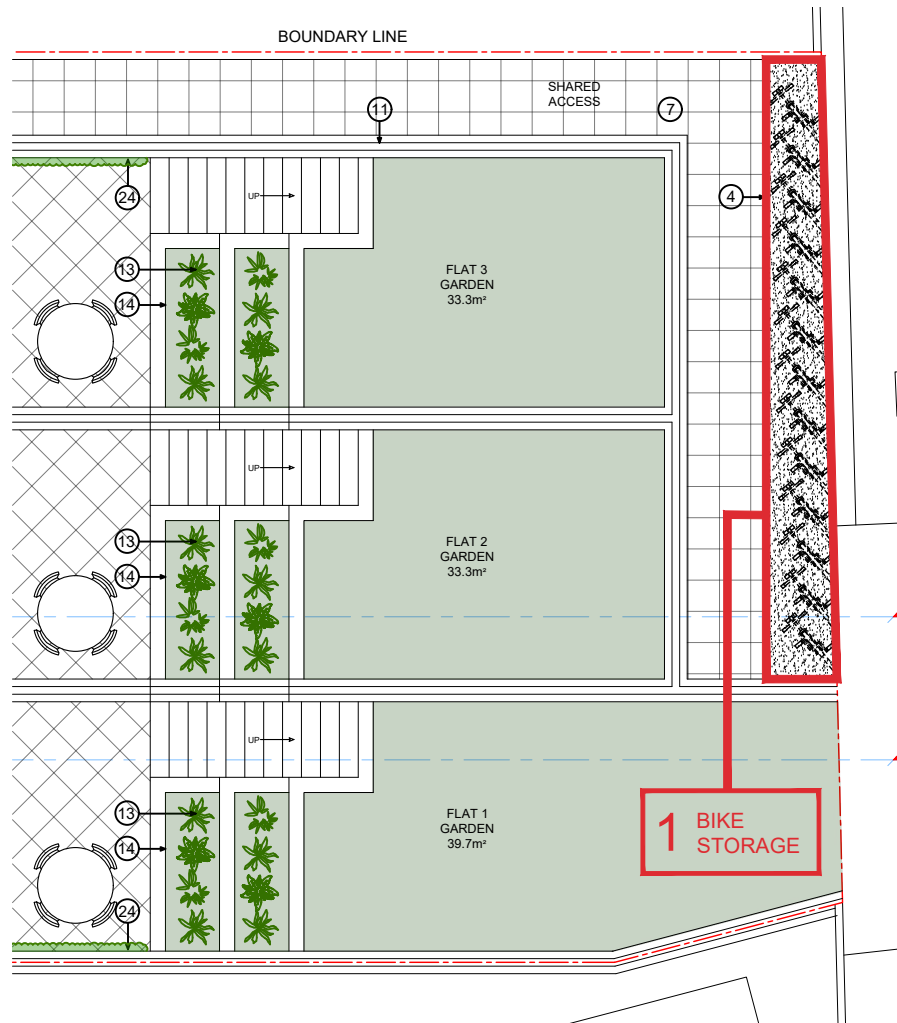 BOUNDARY LINE
SHARED
ACCESS
11
7
24
UP
4
13
14
FLAT 3
GARDEN
33.3m²
UP
13
14
FLAT 2
GARDEN
33.3m²
UP
13
14
FLAT 1
GARDEN
39.7m²
1 BIKE
STORAGE
24